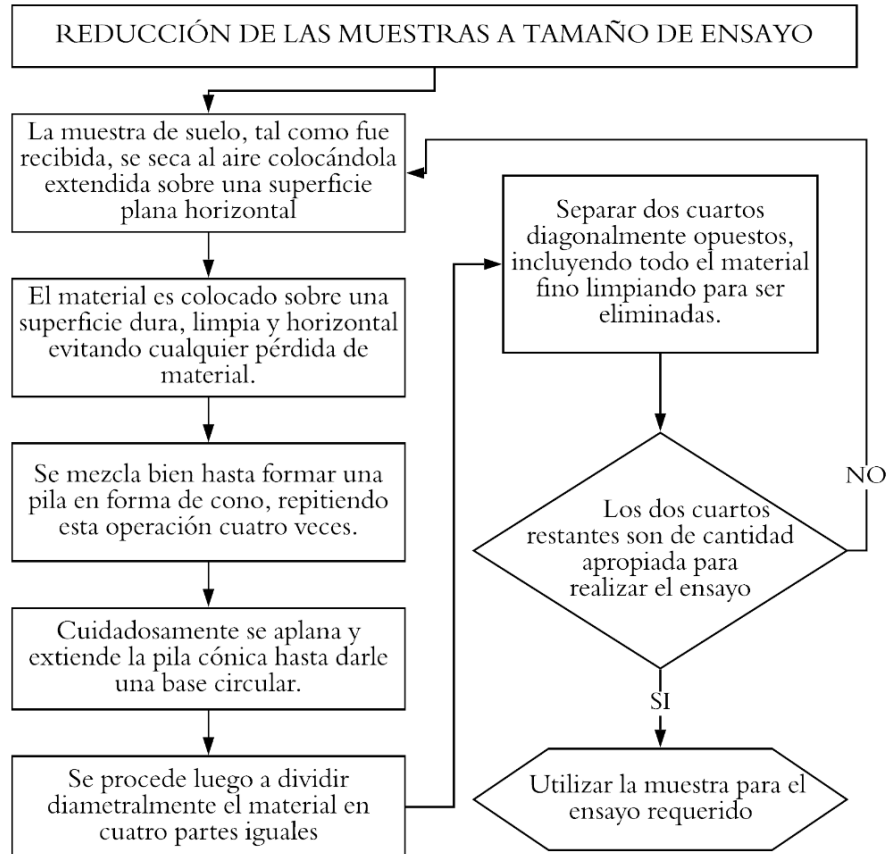 REDUCCIÓN DE LAS MUESTRAS A TAMAÑO DE ENSAYO
La muestra de suelo, tal como fue
recibida, se seca al aire colocándola
extendida sobre una superficie
plana horizontal
El material es colocado sobre una
superficie dura, limpia y horizontal
evitando cualquier pérdida de
material.
Se mezcla bien hasta formar una
pila en forma de cono, repitiendo
esta operación cuatro veces.
Cuidadosamente se aplana y
extiende la pila cónica hasta darle
una base circular.
Se procede luego a dividir
diametralmente el material en
cuatro partes iguales
Separar dos cuartos
diagonalmente opuestos,
incluyendo todo el material
fino limpiando para ser
eliminadas.
Los dos cuartos
restantes son de cantidad
apropiada para
realizar el ensayo
NO
SI
Utilizar la muestra para el
ensayo requerido